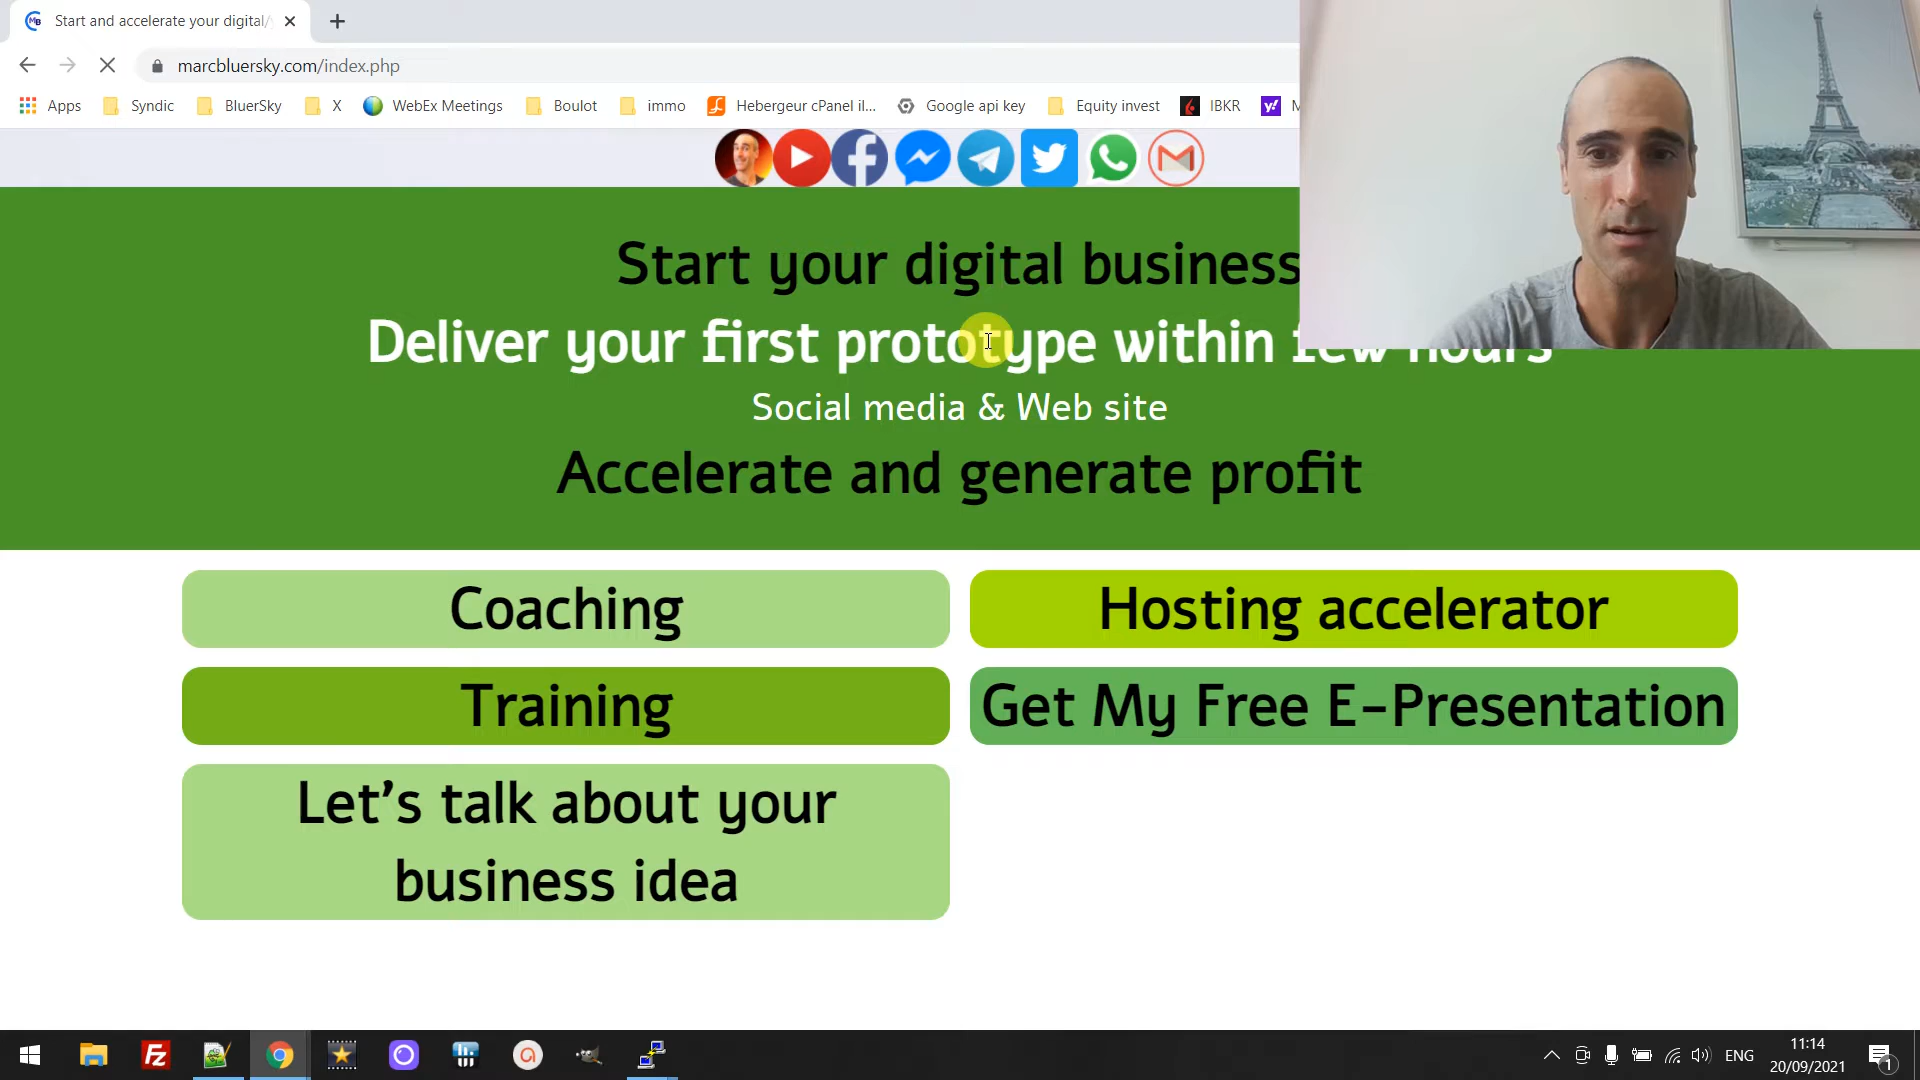 Start and accelerate your digital/
marcbluersky.com/index.php
Apps
Syndic
BluerSky
X
WebEx Meetings
Boulot
immo
Hebergeur cPanel il...
Google api key
Equity invest
IBKR
M
Start your digital business
Deliver your first prototype within few hours
Social media & Web site
Accelerate and generate profit
Coaching
Hosting accelerator
Training
Get My Free E-Presentation
Let's talk about your
business idea
ENG
11:14
20/09/2021
1